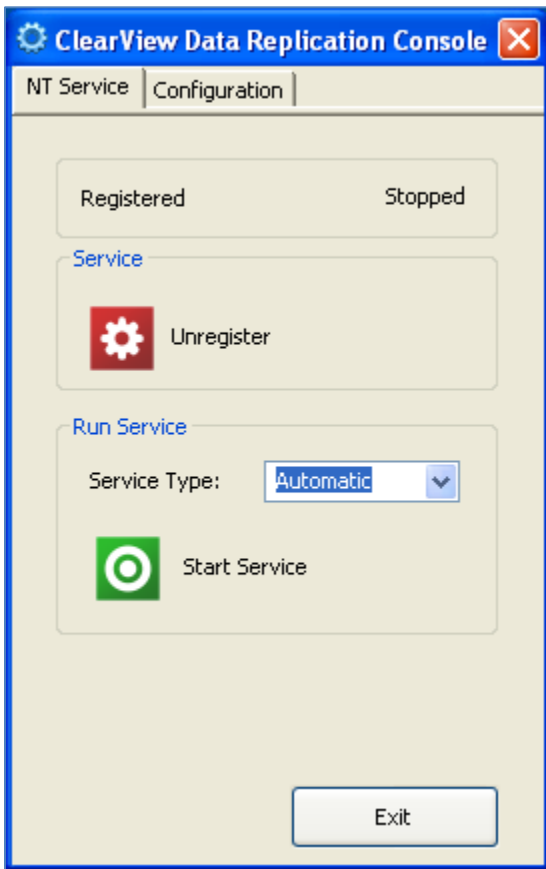 ClearView Data Replication Console
NT Service Configuration
Registered Stopped
Service
Unregister
Run Service
Service Type: Automatic
Start Service
Exit